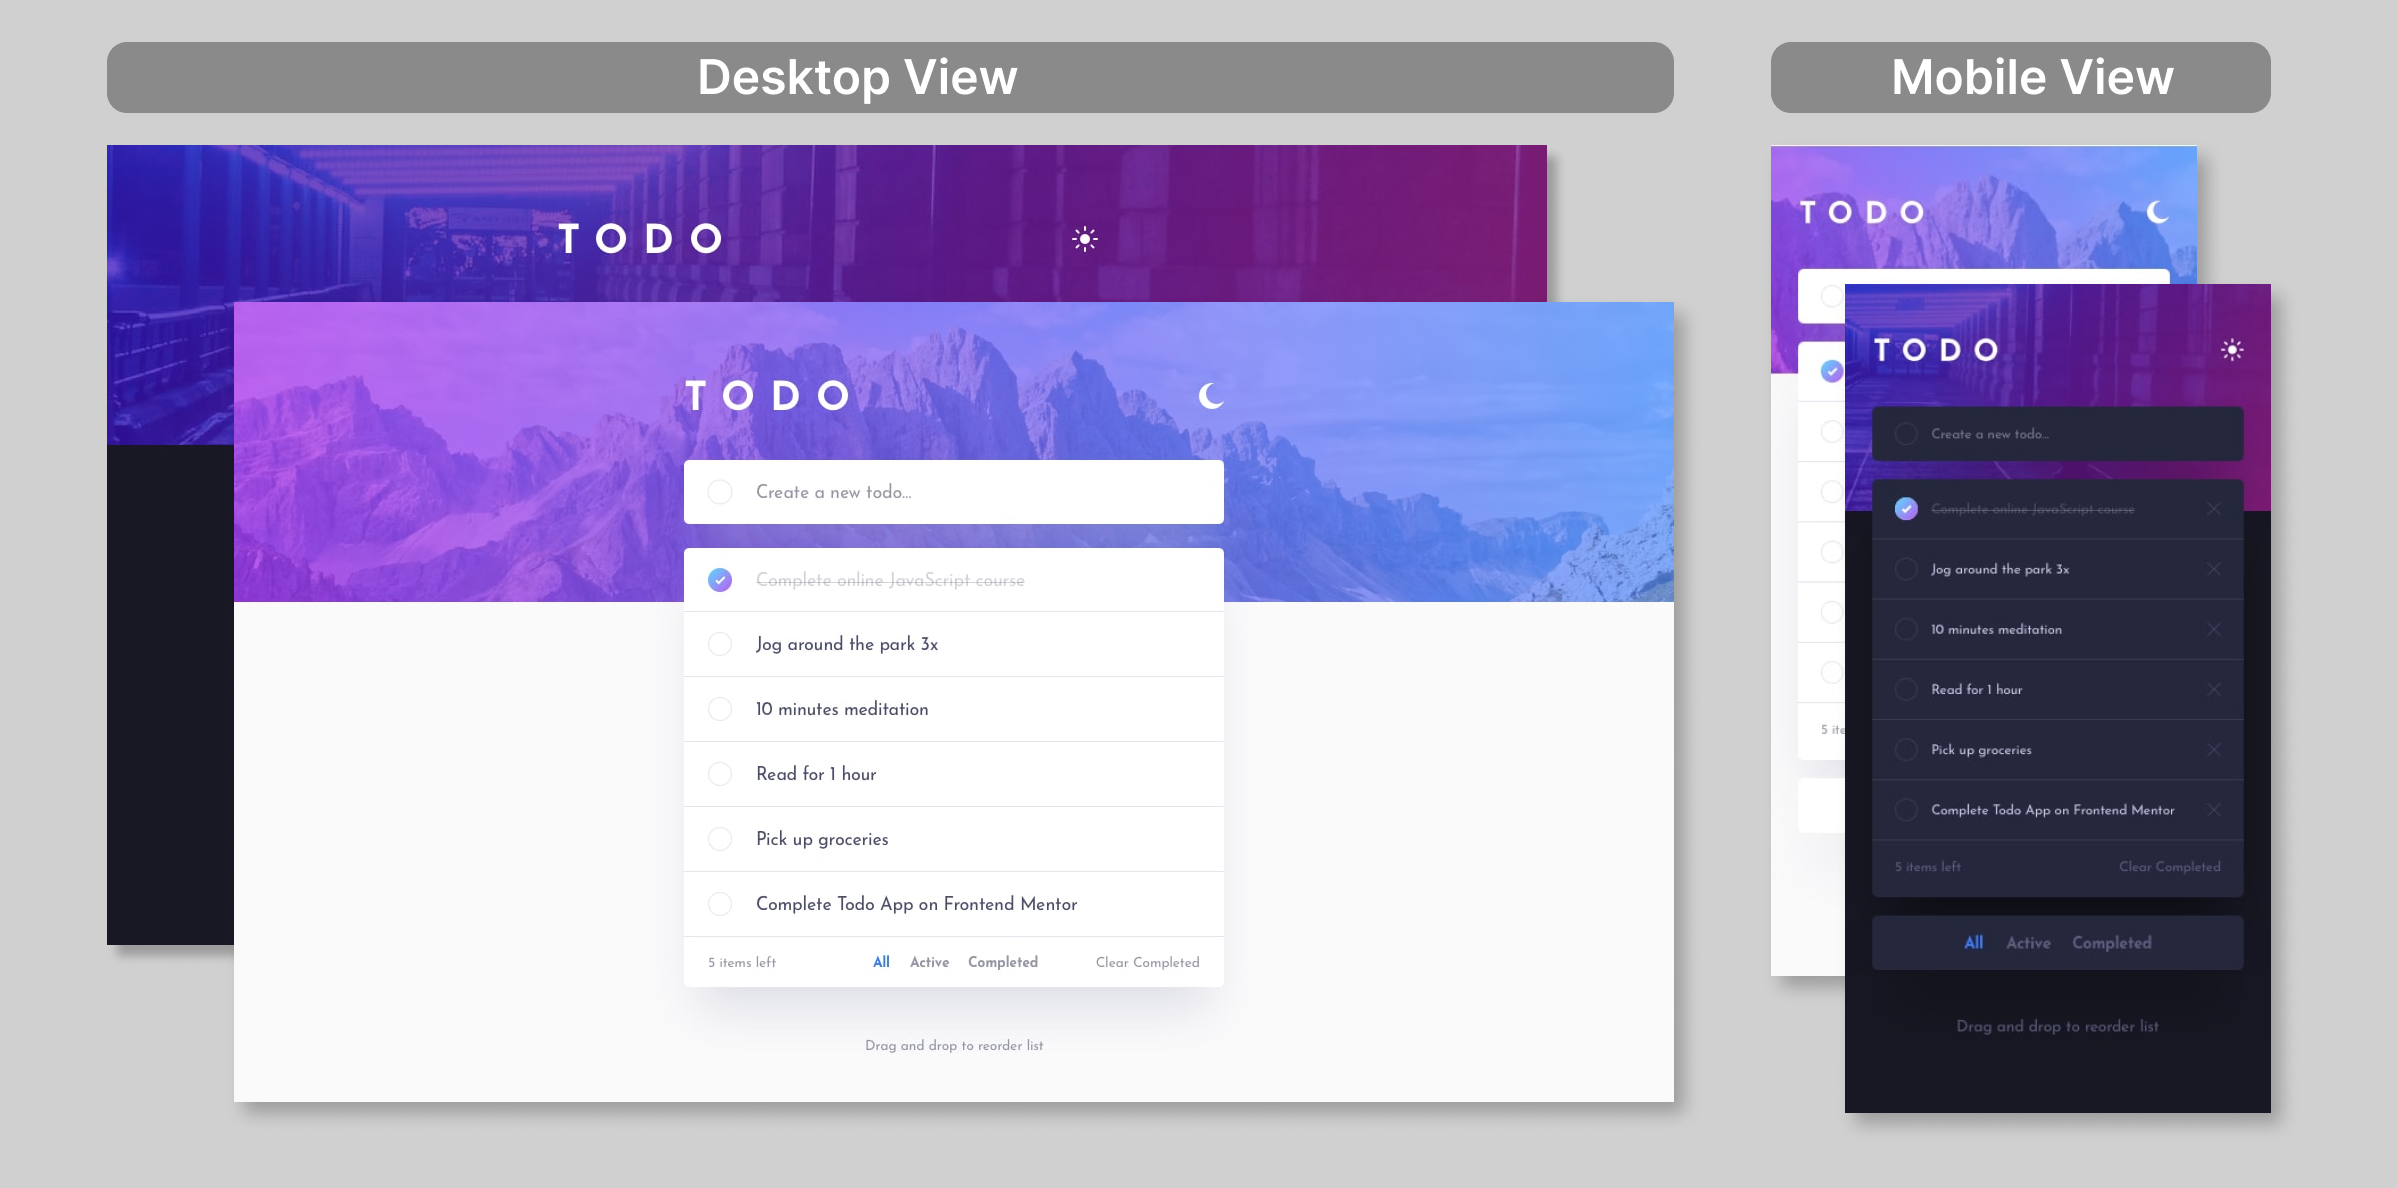 Desktop View
Mobile View
TODO
TODO
Create a new todo...
Complete online JavaScript course
Jog around the park 3x
10 minutes meditation
Read for 1 hour
Pick up groceries
Complete Todo App on Frontend Mentor
5 items left All Active Completed Clear Completed
Drag and drop to reorder list
TODO
5 ite
TODO
Create a new todo...
Complete online JavaScript course
Jog around the park 3x
10 minutes meditation
Read for 1 hour
Pick up groceries
Complete Todo App on Frontend Mentor
5 items left Clear Completed
All Active Completed
Drag and drop to reorder list